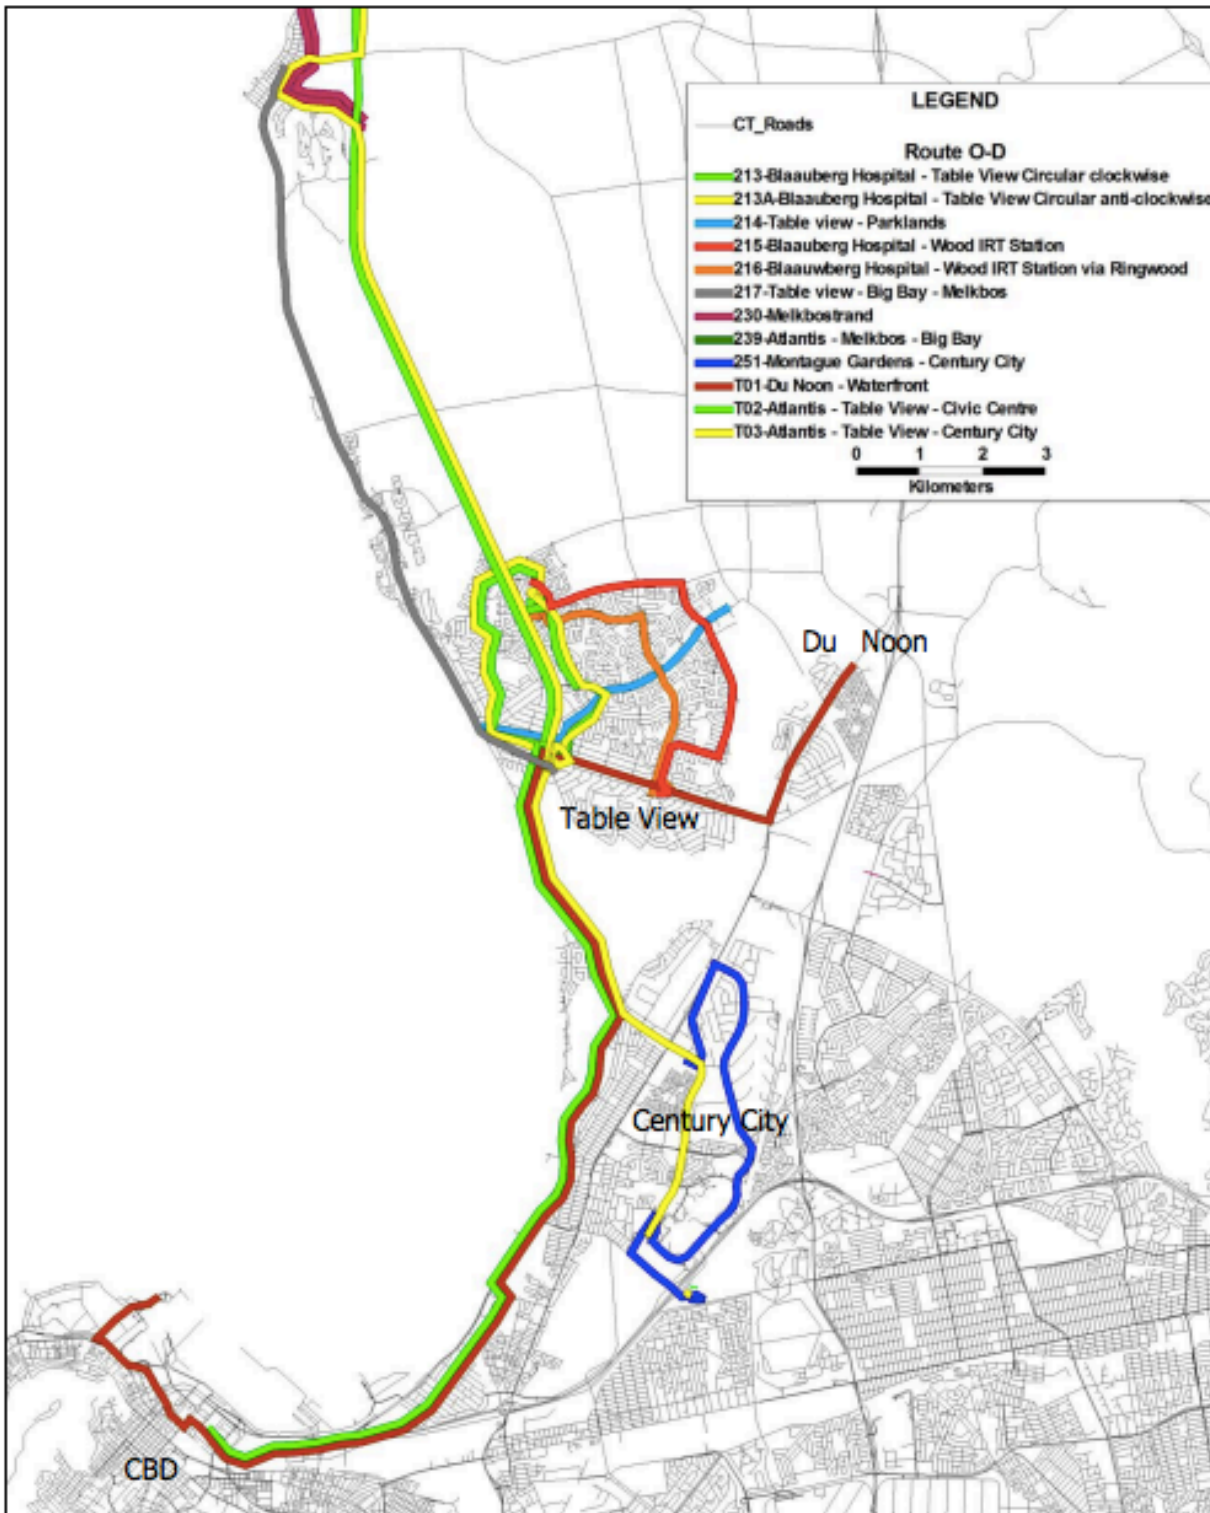 LEGEND
CT_Roads
Route O-D
213-Blaauberg Hospital - Table View Circular clockwise
213A-Blaauberg Hospital - Table View Circular anti-clockwise
214-Table view - Parklands
215-Blaauberg Hospital - Wood IRT Station
216-Blaauwberg Hospital - Wood IRT Station via Ringwood
217-Table view - Big Bay - Melkbos
230-Melkbostrand
239-Atlantis - Melkbos - Big Bay
251-Montague Gardens - Century City
T01-Du Noon - Waterfront
T02-Atlantis - Table View - Civic Centre
T03-Atlantis - Table View - Century City
0 1 2 3
Kilometers
Du Noon
Table View
Century City
CBD